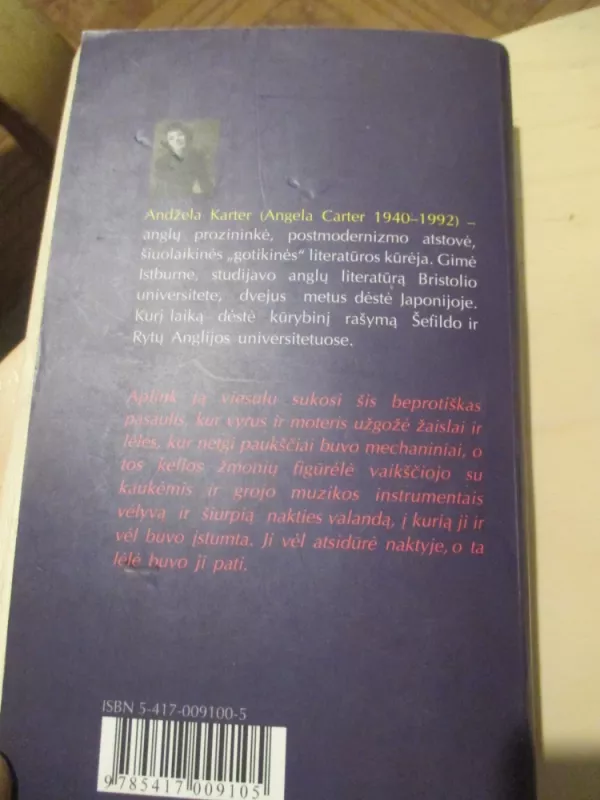 Andžela Karter (Angela Carter 1940–1992) –
anglų prozininkė, postmodernizmo atstovė,
šiuolaikinės „gotikinės“ literatūros kūrėja. Gimė
Istburne, studijavo anglų literatūrą Bristolio
universitete, dvejus metus dėstė Japonijoje.
Kurį laiką dėstė kūrybinį rašymą Šefildo ir
Rytų Anglijos universitetuose.
Aplink ją viesulu sukosi šis beprotiškas
pasaulis, kur vyrus ir moteris užgožė žaislai ir
lėlės, kur netgi paukščiai buvo mechaniniai, o
tos kelios žmonių figūrėlė vaikščiojo su
kaukėmis ir grojo muzikos instrumentais
vėlyvą ir šiurpią nakties valandą, į kurią ji ir
vėl buvo įstumta. Ji vėl atsidūrė naktyje, o ta
lėlė buvo ji pati.
ISBN 5-417-009100-5
9785417009105